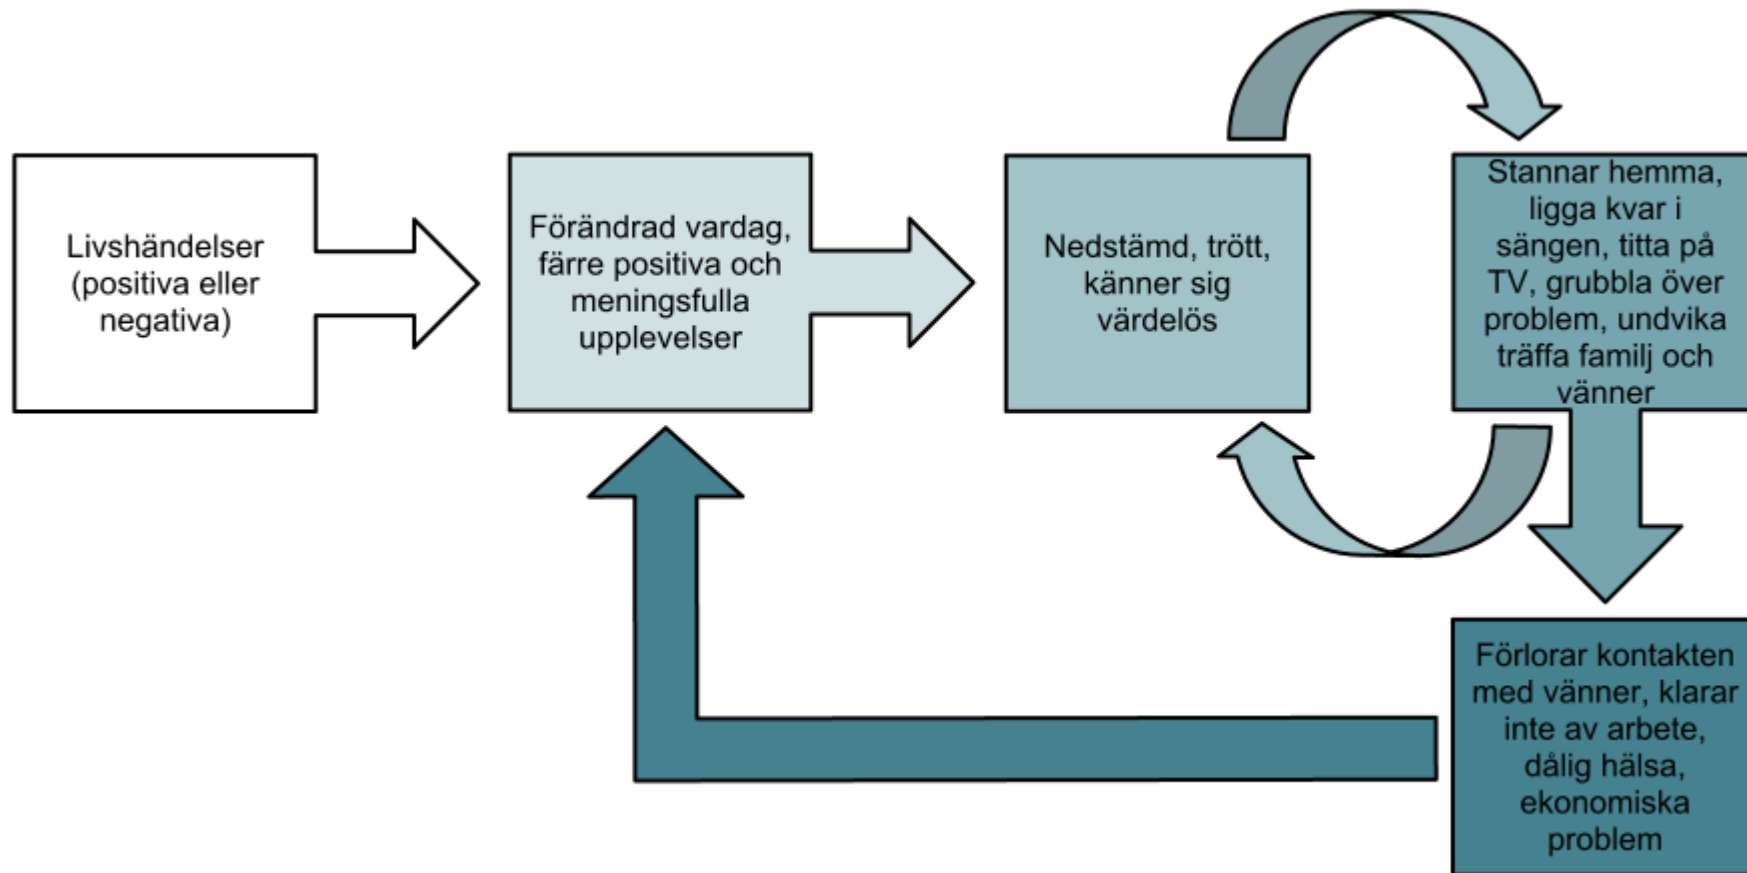 Livshändelser
(positiva eller
negativa)
Förändrad vardag,
färre positiva och
meningsfulla
upplevelser
Nedstämd, trött,
känner sig
värdelös
Stannar hemma,
ligga kvar i
sängen, titta på
TV, grubbla över
problem, undvika
träffa familj och
vänner
Förlorar kontakten
med vänner, klarar
inte av arbete,
dålig hälsa,
ekonomiska
problem